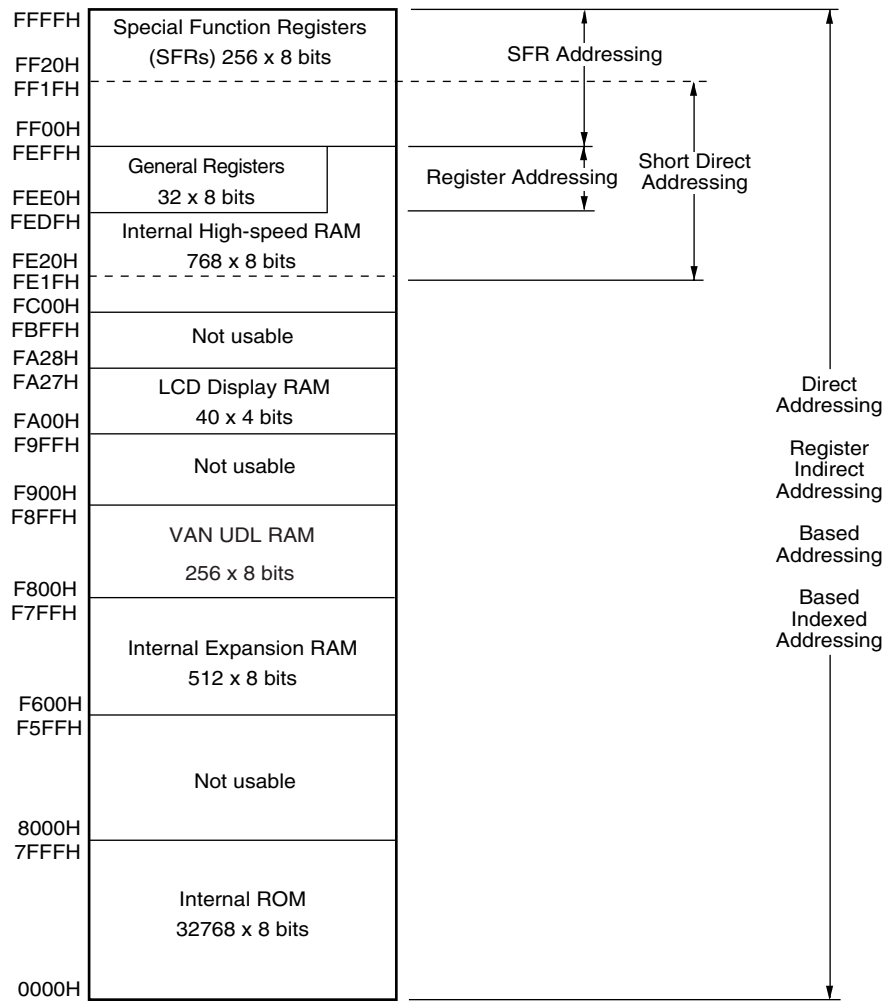 FFFFH
Special Function Registers
(SFRs) 256 x 8 bits
SFR Addressing
FF20H
FF1FH
FF00H
FEFFH
General Registers
32 x 8 bits
Register Addressing
Short Direct
Addressing
FEE0H
FEDFH
Internal High-speed RAM
768 x 8 bits
FE20H
FE1FH
FC00H
FBFFH
Not usable
FA28H
FA27H
LCD Display RAM
40 x 4 bits
Direct
Addressing
FA00H
F9FFH
Not usable
Register
Indirect
Addressing
F900H
F8FFH
VAN UDL RAM
256 x 8 bits
Based
Addressing
F800H
F7FFH
Based
Indexed
Addressing
Internal Expansion RAM
512 x 8 bits
F600H
F5FFH
Not usable
8000H
7FFFH
Internal ROM
32768 x 8 bits
0000H